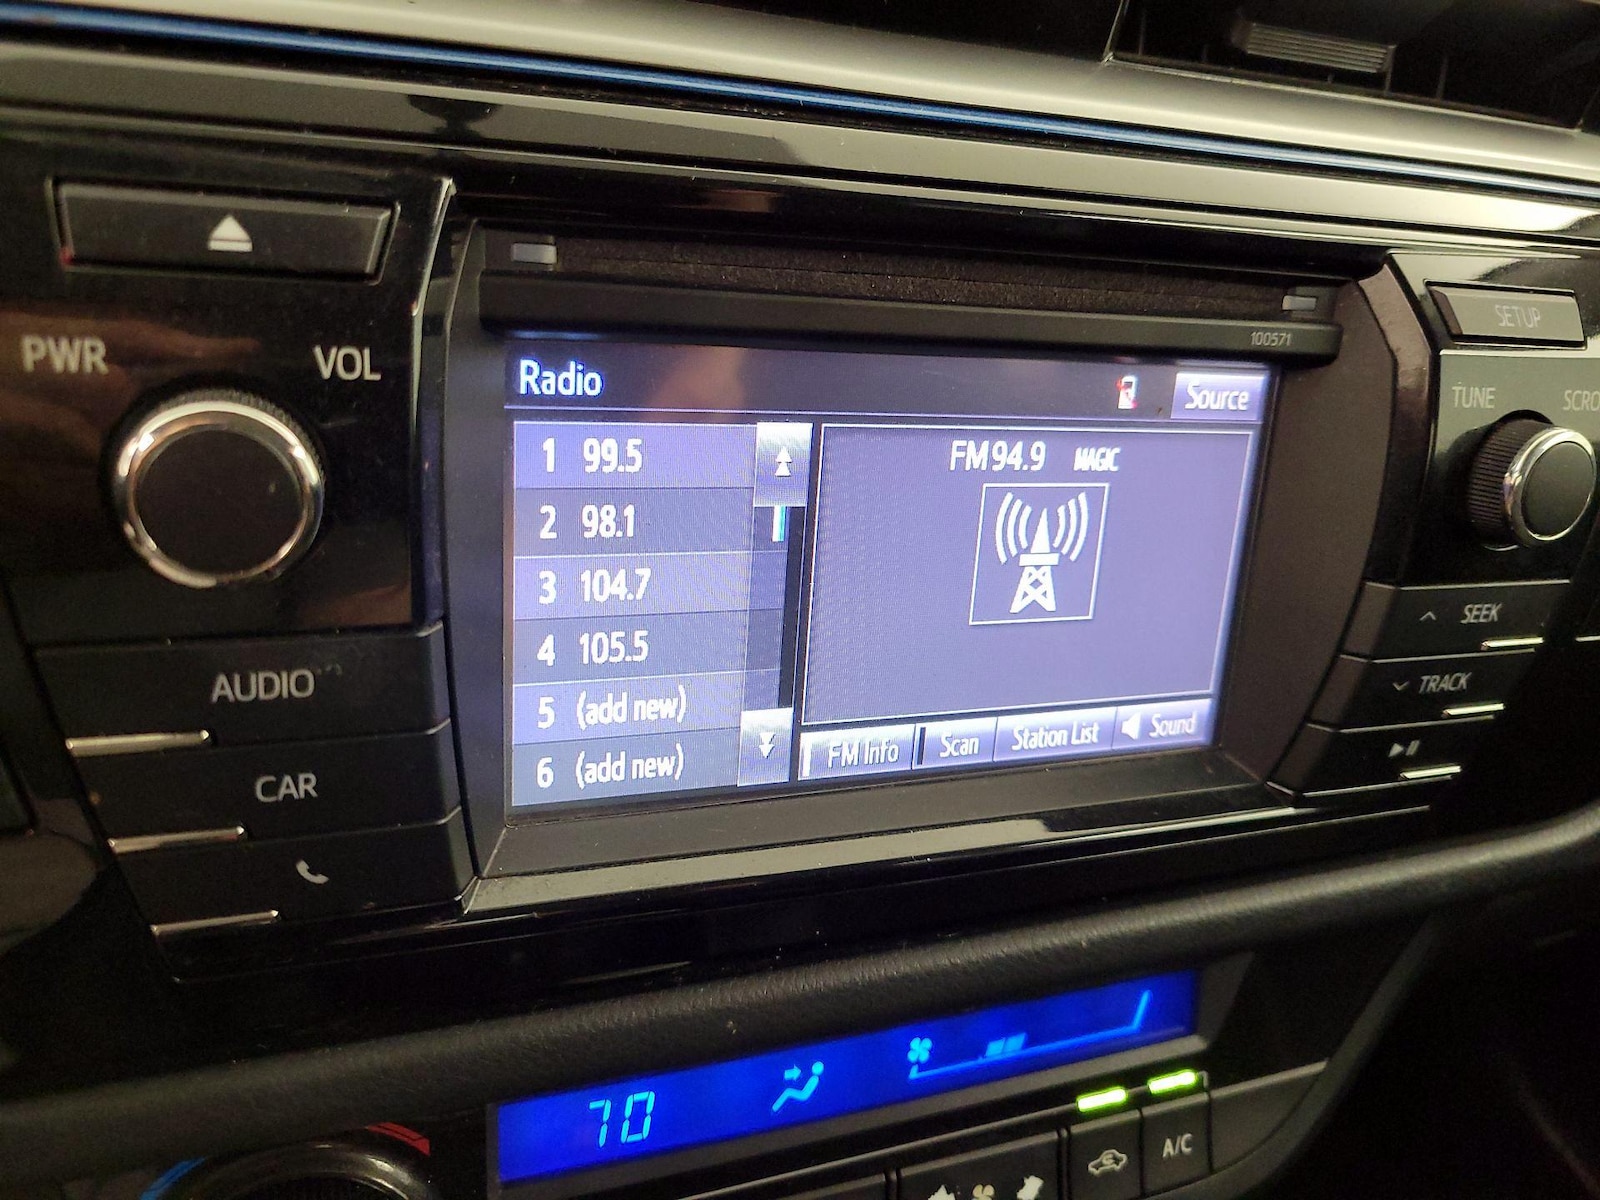 PWR
VOL
AUDIO
CAR
100571
Radio
Source
1 99.5
2 98.1
3 104.7
4 105.5
5 (add new)
6 (add new)
FM 94.9 MAGIC
FM Info
Scan
Station List
Sound
SETUP
TUNE
SCRO
SEEK
TRACK
70
A/C